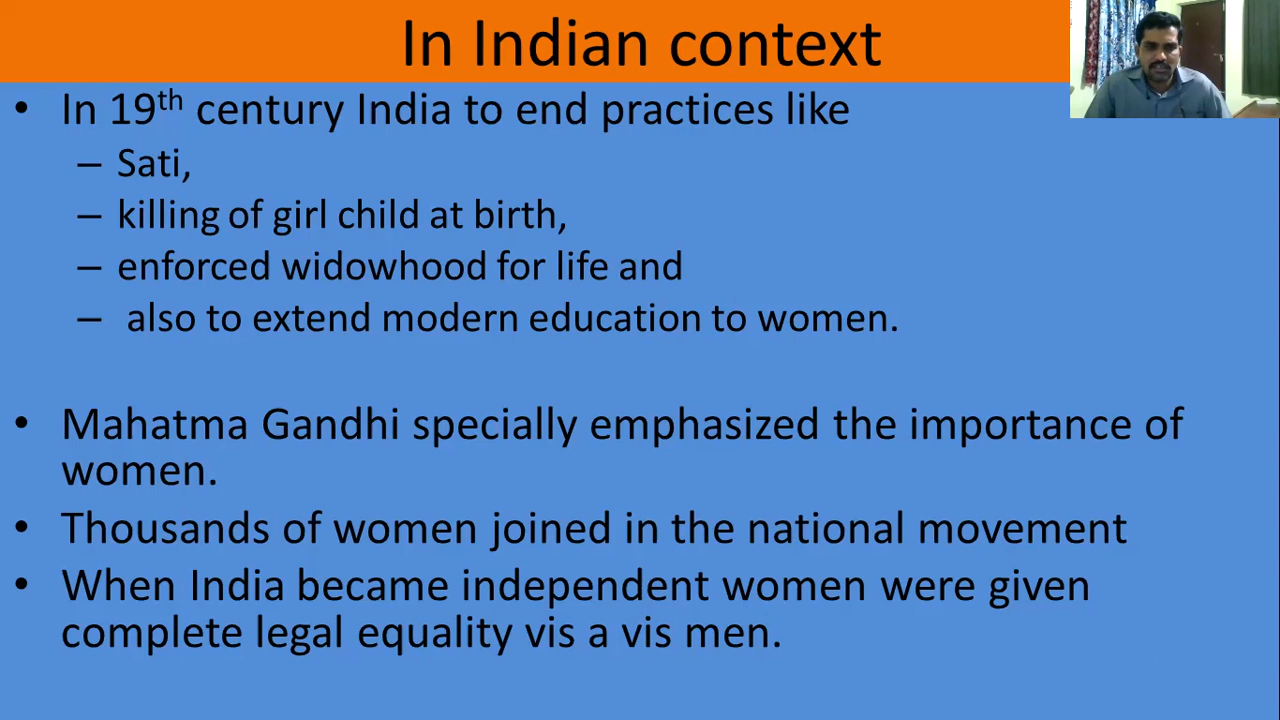 In Indian context
• In 19th century India to end practices like
– Sati,
– killing of girl child at birth,
– enforced widowhood for life and
– also to extend modern education to women.
• Mahatma Gandhi specially emphasized the importance of
women.
• Thousands of women joined in the national movement
• When India became independent women were given
complete legal equality vis a vis men.